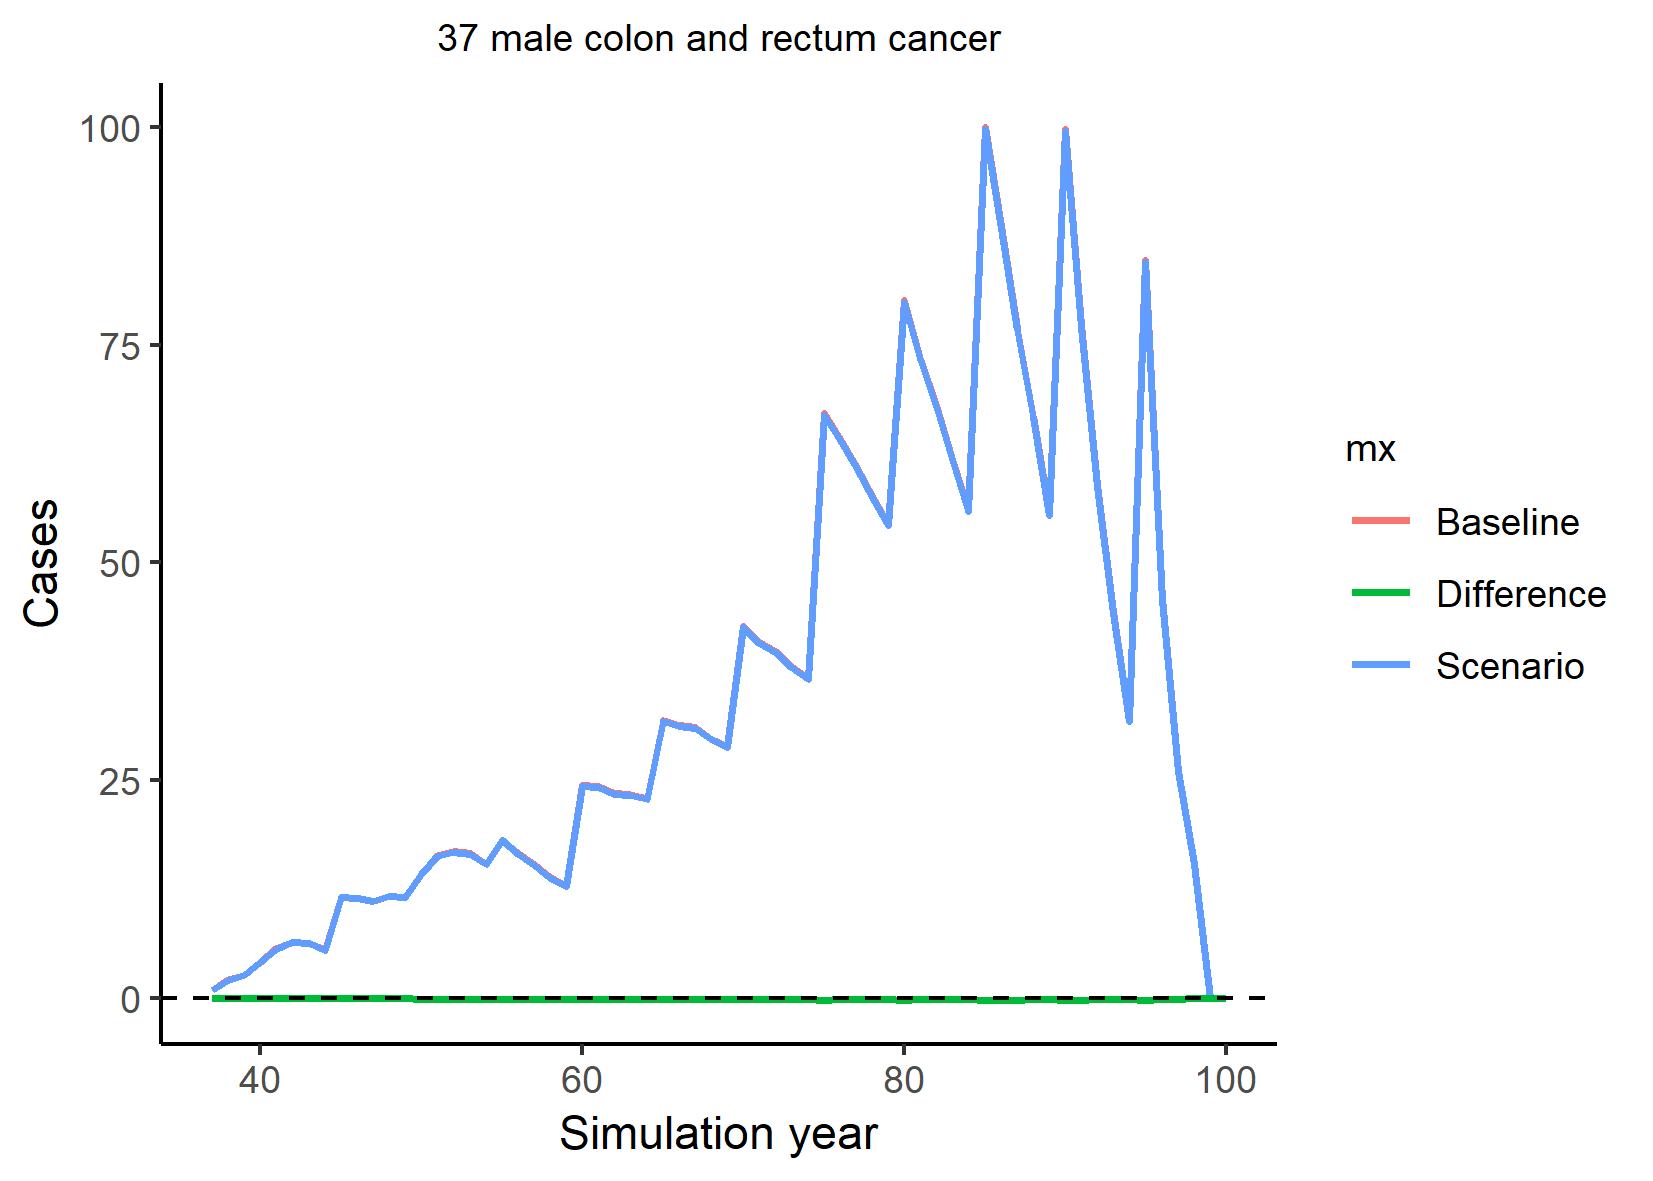 37 male colon and rectum cancer
100
75
50
25
0
Cases
40 60 80 100
Simulation year
mx
Baseline
Difference
Scenario